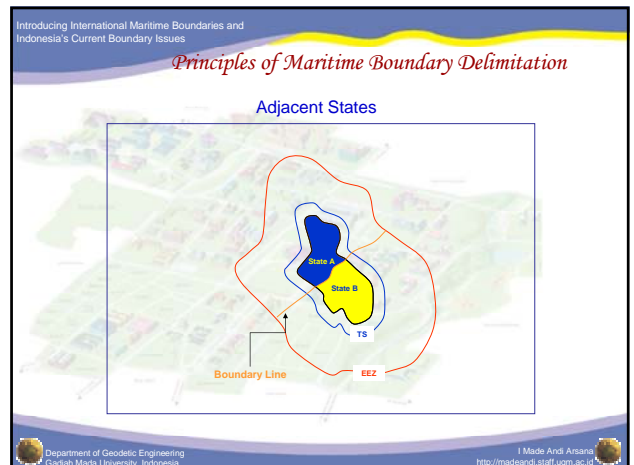 Introducing International Maritime Boundaries and
Indonesia's Current Boundary Issues
Principles of Maritime Boundary Delimitation
Adjacent States
State A
State B
TS
Boundary Line
EEZ
Department of Geodetic Engineering
Gadjah Mada University, Indonesia
I Made Andi Arsana
http://madeandi.staff.ugm.ac.id